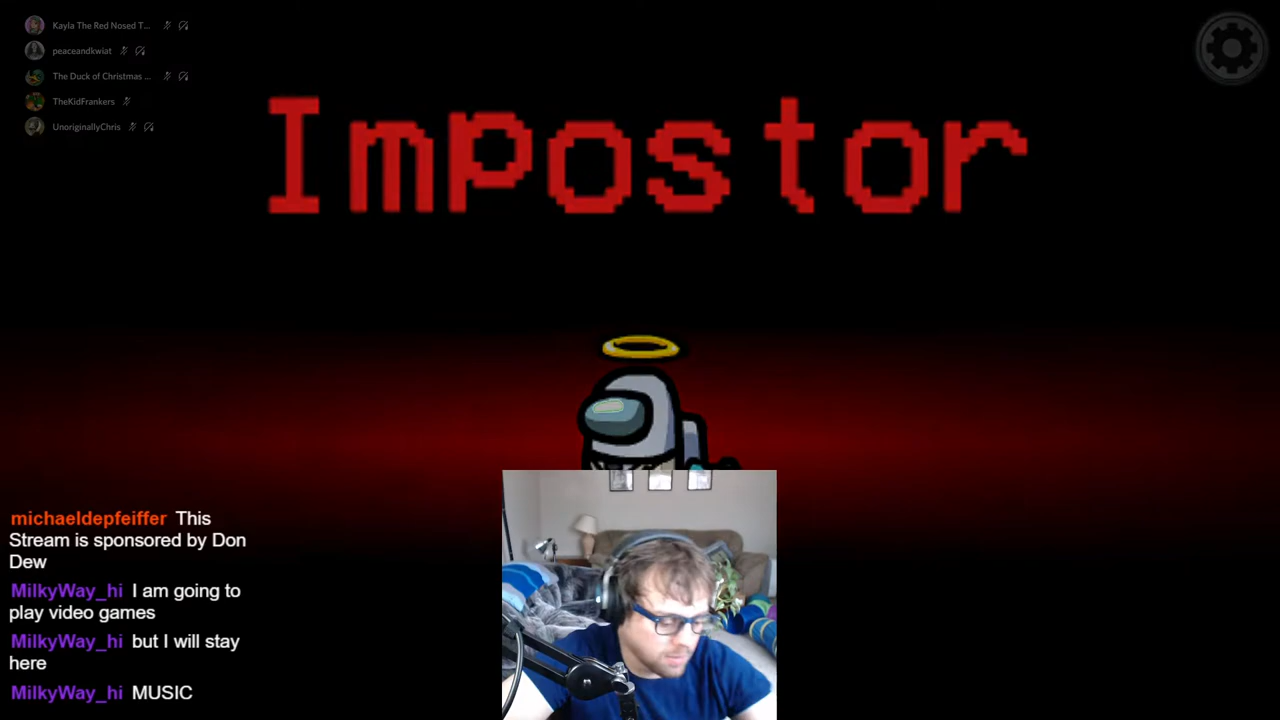 Kayla The Red Nosed T...
peaceandkwiat
The Duck of Christmas ...
TheKidFrankers
UnoriginallyChris
Impostor
michaeldepfeiffer This
Stream is sponsored by Don
Dew
MilkyWay_hi I am going to
play video games
MilkyWay_hi but I will stay
here
MilkyWay_hi MUSIC